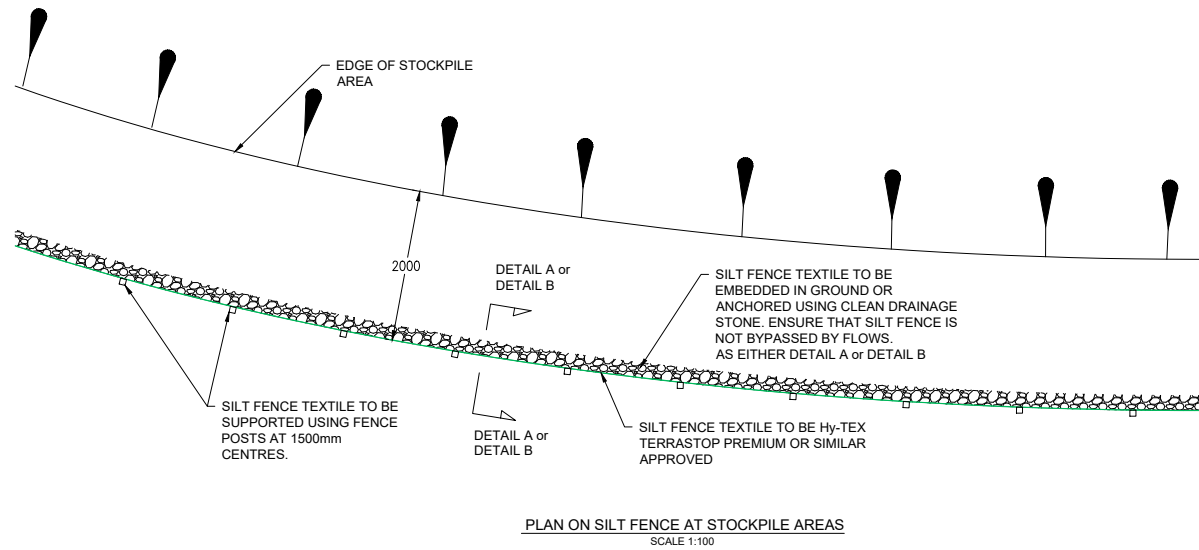 EDGE OF STOCKPILE
AREA
2000
DETAIL A or
DETAIL B
SILT FENCE TEXTILE TO BE
EMBEDDED IN GROUND OR
ANCHORED USING CLEAN DRAINAGE
STONE. ENSURE THAT SILT FENCE IS
NOT BYPASSED BY FLOWS.
AS EITHER DETAIL A or DETAIL B
SILT FENCE TEXTILE TO BE
SUPPORTED USING FENCE
POSTS AT 1500mm
CENTRES.
DETAIL A or
DETAIL B
SILT FENCE TEXTILE TO BE Hy-TEX
TERRASTOP PREMIUM OR SIMILAR
APPROVED
PLAN ON SILT FENCE AT STOCKPILE AREAS
SCALE 1:100